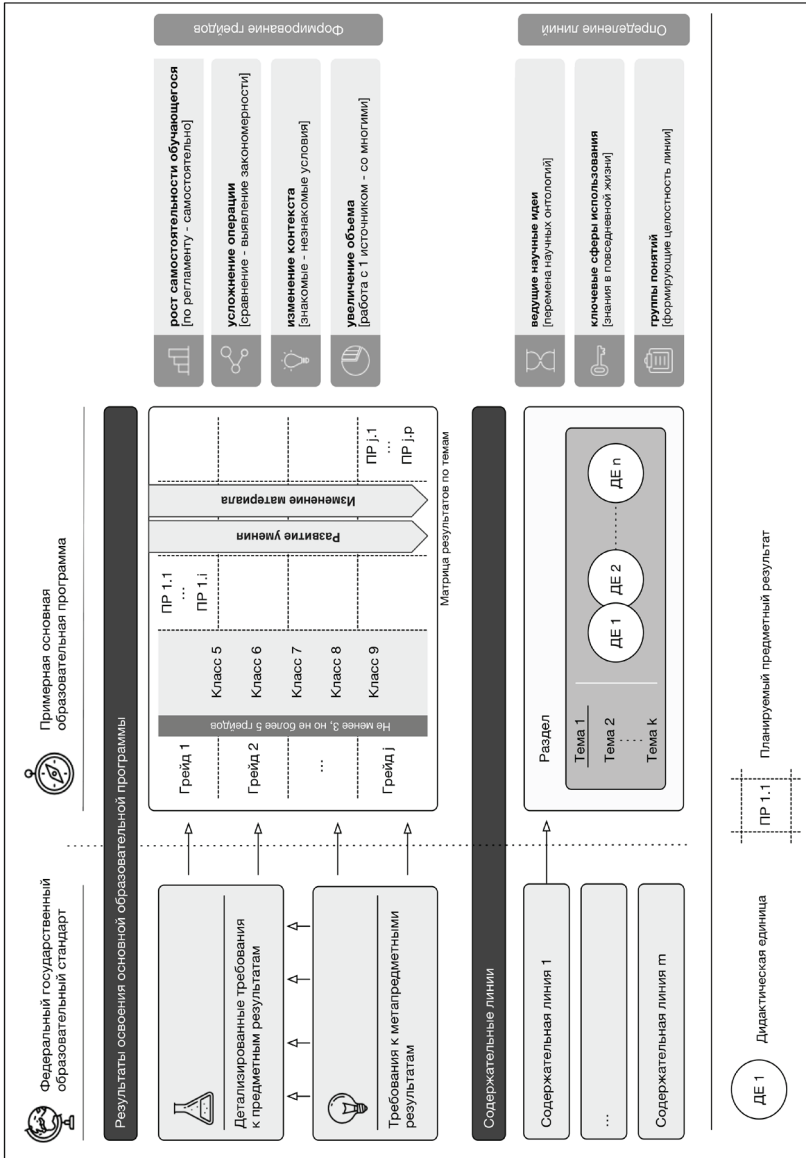 Федеральный государственный
образовательный стандарт
Примерная основная
образовательная программа
Результаты освоения основной образовательной программы
Детализированные требования
к предметным результатам
Требования к метапредметными
результатам
Грейд 1
Грейд 2
...
Грейд j
Не менее 3, но не более 5 грейдов
Класс 5
Класс 6
Класс 7
Класс 8
Класс 9
ПР 1.1
...
ПР 1.i
Развитие умения
Изменение материала
ПР j.1
...
ПР j.p
Матрица результатов по темам
рост самостоятельности обучающегося
[по регламенту - самостоятельно]
усложнение операции
[сравнение - выявление закономерности]
изменение контекста
[знакомые - незнакомые условия]
увеличение объема
[работа с 1 источником - со многими]
Формирование грейдов
Содержательные линии
Содержательная линия 1
...
Содержательная линия m
Раздел
Тема 1
Тема 2
Тема k
ДЕ 1
ДЕ 2
ДЕ n
ведущие научные идеи
[перемена научных онтологий]
ключевые сферы использования
[знания в повседневной жизни]
группы понятий
[формирующие целостность линии]
Определение линий
ДЕ 1
Дидактическая единица
ПР 1.1
Планируемый предметный результат